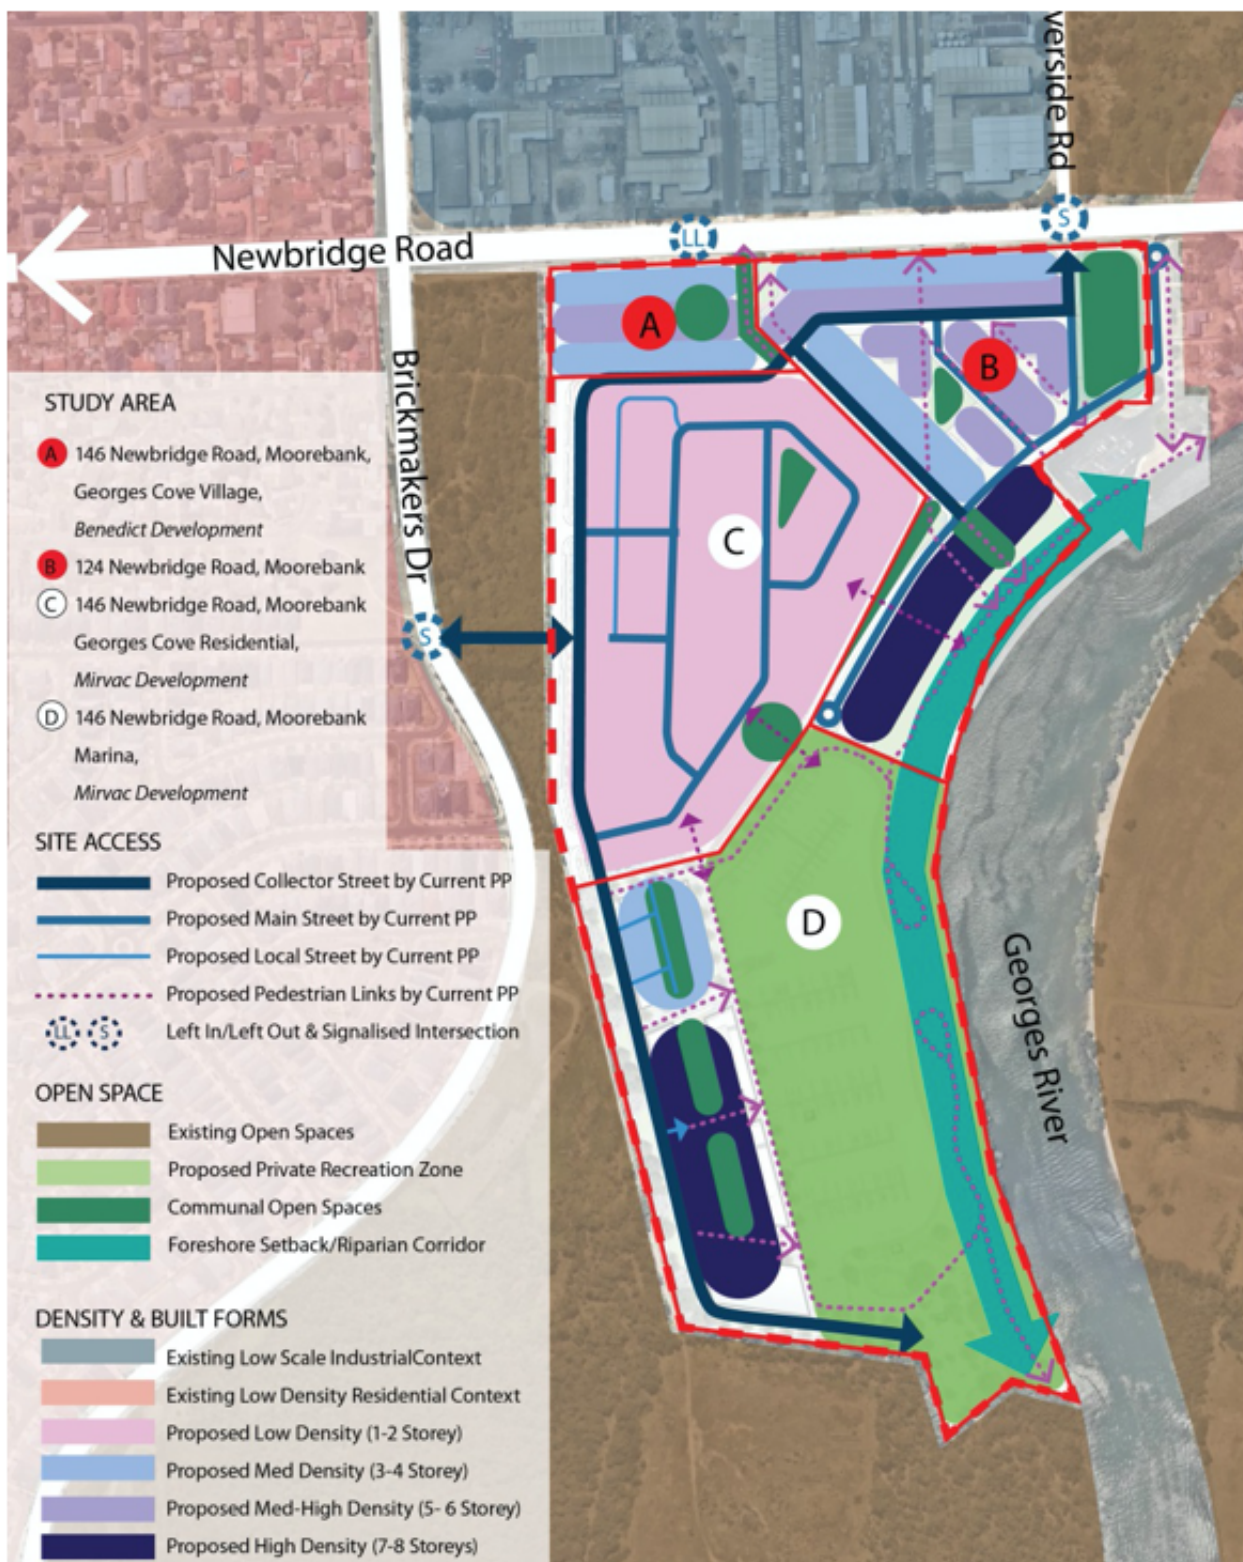 verside Rd
S
LL
Newbridge Road
A
B
Brickmakers Dr
C
S
D
Georges River
STUDY AREA
A 146 Newbridge Road, Moorebank,
Georges Cove Village,
Benedict Development
B 124 Newbridge Road, Moorebank
C 146 Newbridge Road, Moorebank
Georges Cove Residential,
Mirvac Development
D 146 Newbridge Road, Moorebank
Marina,
Mirvac Development
SITE ACCESS
Proposed Collector Street by Current PP
Proposed Main Street by Current PP
Proposed Local Street by Current PP
Proposed Pedestrian Links by Current PP
LL S Left In/Left Out & Signalised Intersection
OPEN SPACE
Existing Open Spaces
Proposed Private Recreation Zone
Communal Open Spaces
Foreshore Setback/Riparian Corridor
DENSITY & BUILT FORMS
Existing Low Scale IndustrialContext
Existing Low Density Residential Context
Proposed Low Density (1-2 Storey)
Proposed Med Density (3-4 Storey)
Proposed Med-High Density (5- 6 Storey)
Proposed High Density (7-8 Storeys)